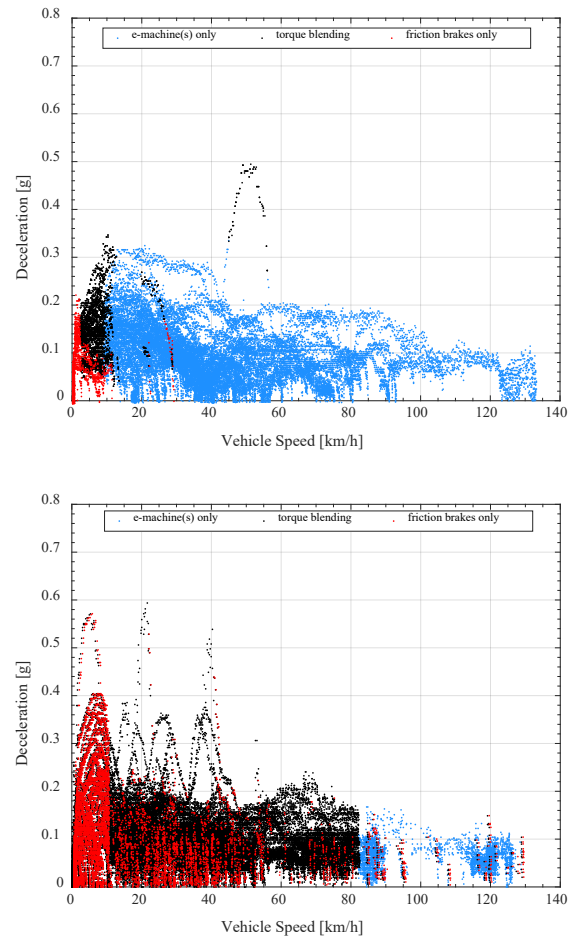 0.8
e-machine(s) only torque blending friction brakes only
0.7
0.6
0.5
0.4
0.3
0.2
0.1
0
Deceleration [g]
0 20 40 60 80 100 120 140
Vehicle Speed [km/h]
0.8
e-machine(s) only torque blending friction brakes only
0.7
0.6
0.5
0.4
0.3
0.2
0.1
0
Deceleration [g]
0 20 40 60 80 100 120 140
Vehicle Speed [km/h]